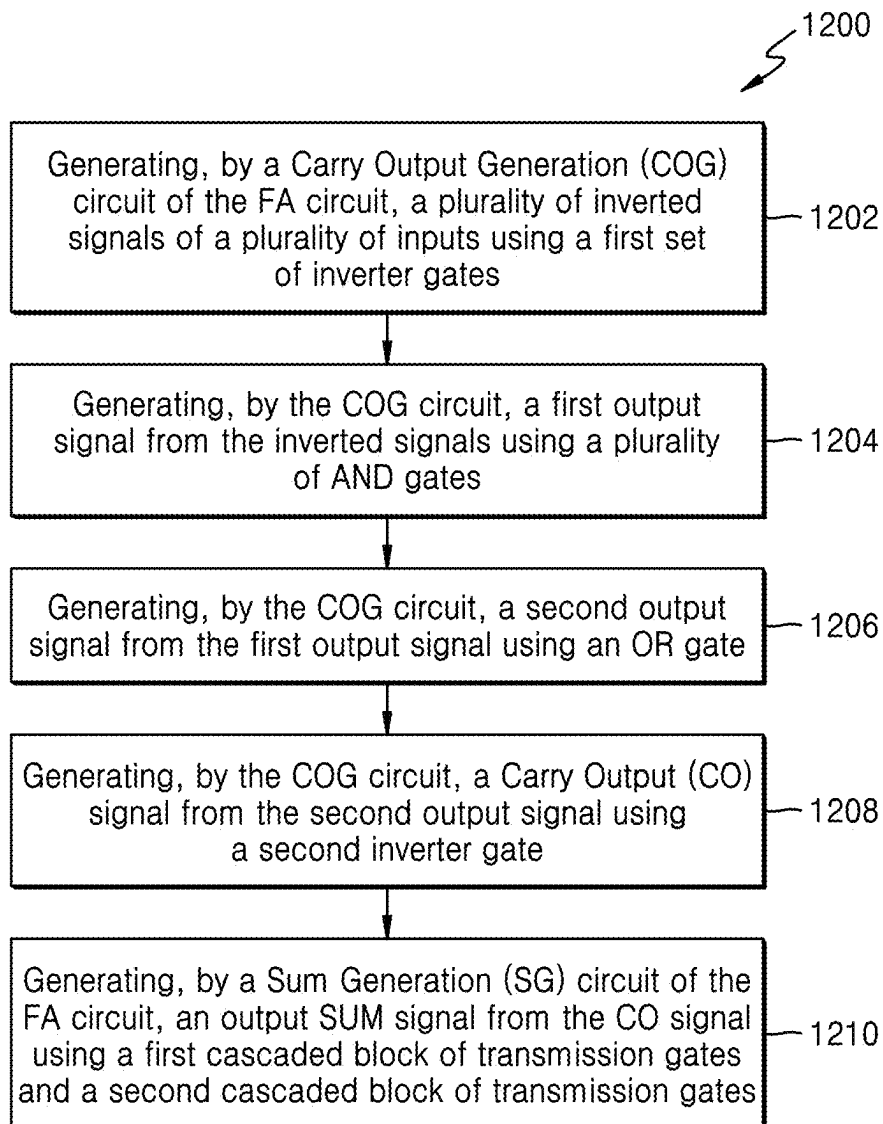 1200
Generating, by a Carry Output Generation (COG)
circuit of the FA circuit, a plurality of inverted
signals of a plurality of inputs using a first set
of inverter gates
1202
Generating, by the COG circuit, a first output
signal from the inverted signals using a plurality
of AND gates
1204
Generating, by the COG circuit, a second output
signal from the first output signal using an OR gate
1206
Generating, by the COG circuit, a Carry Output (CO)
signal from the second output signal using
a second inverter gate
1208
Generating, by a Sum Generation (SG) circuit of the
FA circuit, an output SUM signal from the CO signal
using a first cascaded block of transmission gates
and a second cascaded block of transmission gates
1210